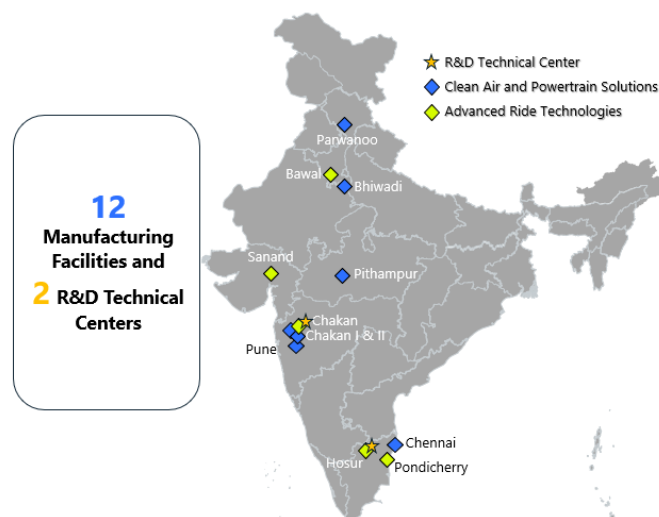 R&D Technical Center
Clean Air and Powertrain Solutions
Advanced Ride Technologies
12
Manufacturing
Facilities and
2 R&D Technical
Centers
Parwanoo
Bawal
Bhiwadi
Sanand
Pithampur
Chakan
Chakan I & II
Pune
Chennai
Hosur
Pondicherry